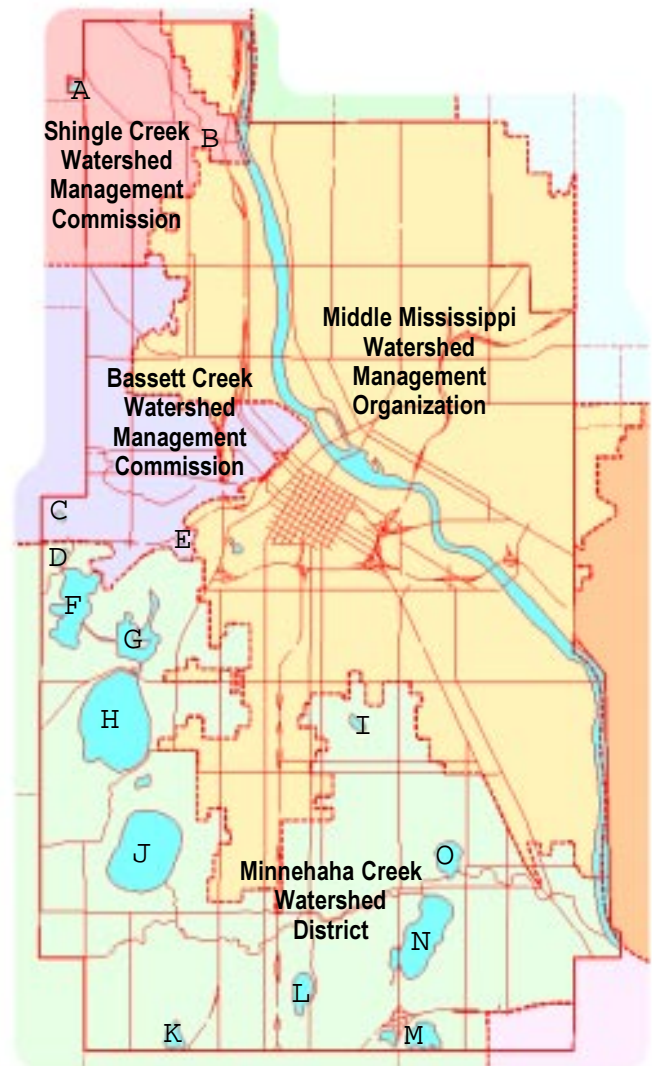 A
Shingle Creek
Watershed
Management
Commission
B
Middle Mississippi
Watershed
Management
Organization
Bassett Creek
Watershed
Management
Commission
C
E
D
F
G
H
I
J
O
Minnehaha Creek
Watershed
District
N
L
K
M